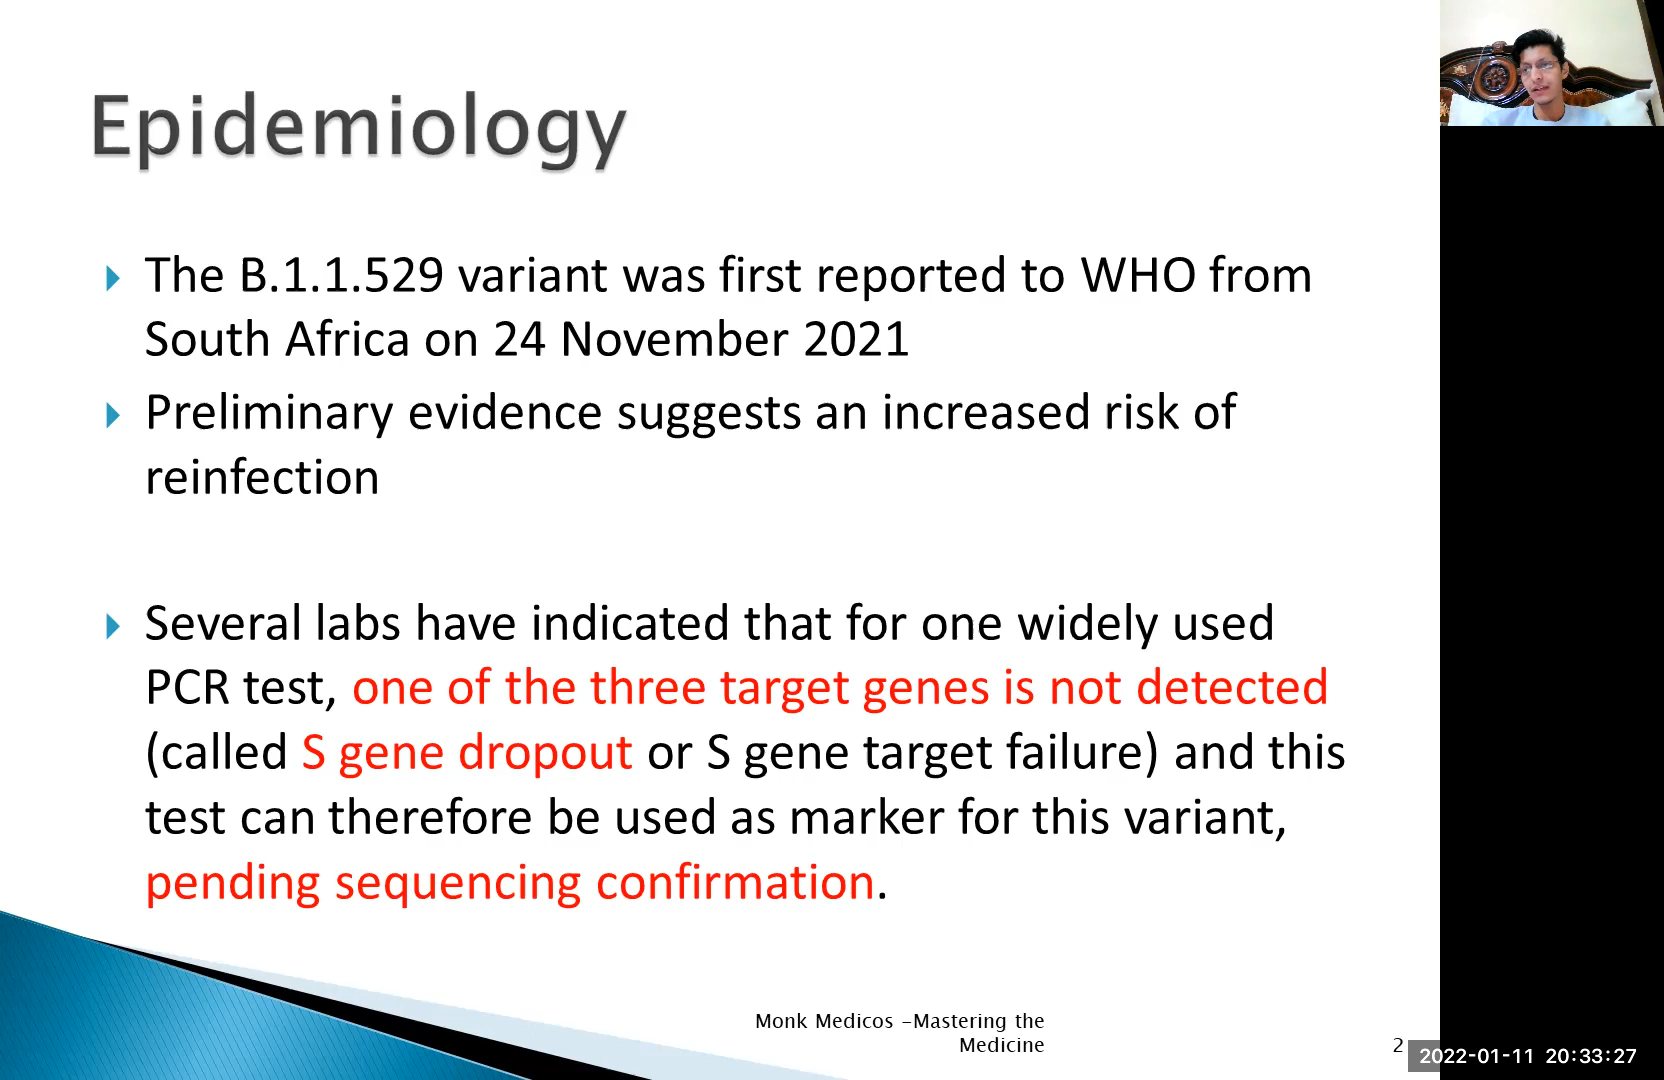 Epidemiology
The B.1.1.529 variant was first reported to WHO from
South Africa on 24 November 2021
Preliminary evidence suggests an increased risk of
reinfection
Several labs have indicated that for one widely used
PCR test, one of the three target genes is not detected
(called S gene dropout or S gene target failure) and this
test can therefore be used as marker for this variant,
pending sequencing confirmation.
Monk Medicos -Mastering the
Medicine
2
2022-01-11 20:33:27